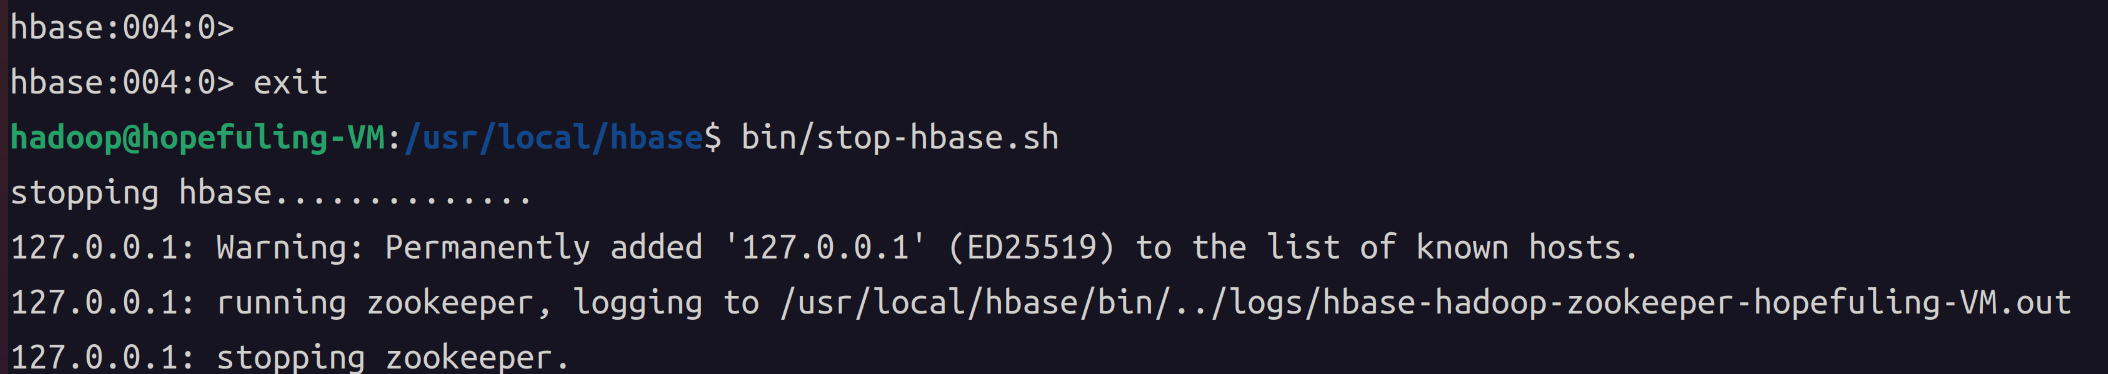 hbase:004:0>
hbase:004:0> exit
hadoop@hopefuling-VM:/usr/local/hbase$ bin/stop-hbase.sh
stopping hbase..............
127.0.0.1: Warning: Permanently added '127.0.0.1' (ED25519) to the list of known hosts.
127.0.0.1: running zookeeper, logging to /usr/local/hbase/bin/../logs/hbase-hadoop-zookeeper-hopefuling-VM.out
127.0.0.1: stopping zookeeper.